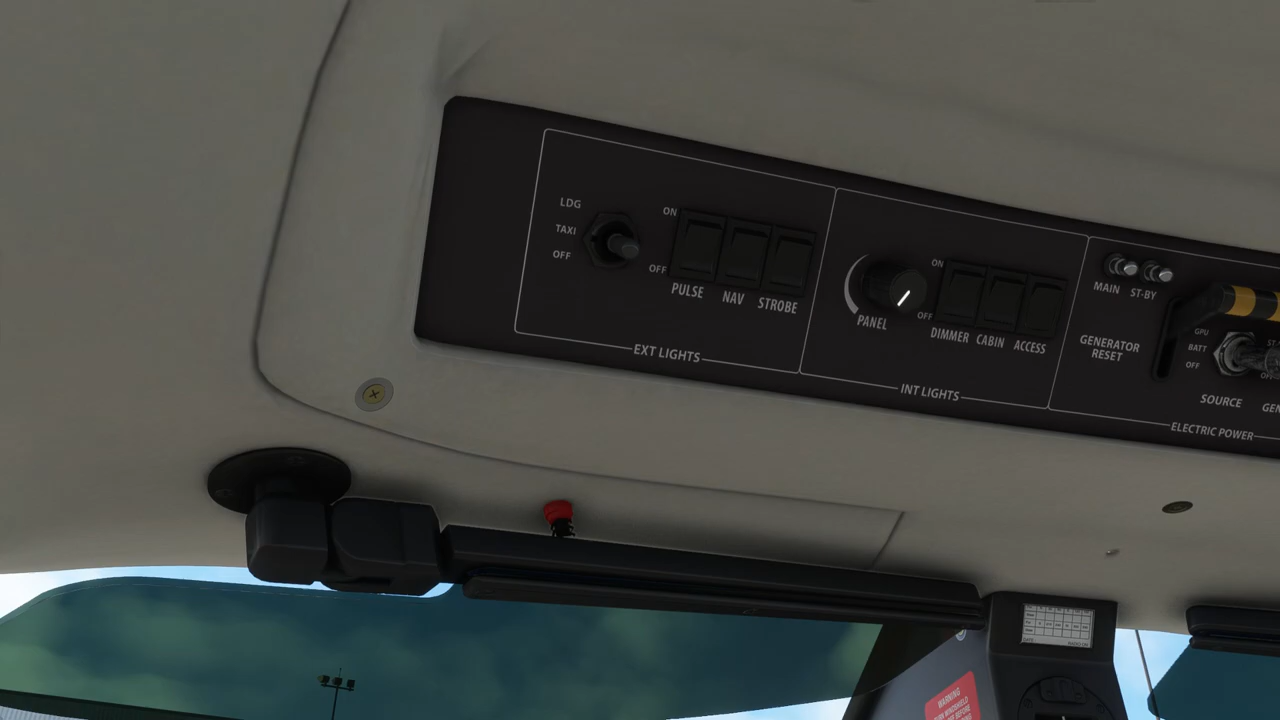 LDG
TAXI
OFF
ON
OFF
PULSE NAV STROBE
EXT LIGHTS
PANEL
ON
OFF
DIMMER CABIN ACCESS
INT LIGHTS
MAIN ST-BY
GENERATOR
RESET
GPU
BATT
OFF
SOURCE
ELECTRIC POWER
WARNING